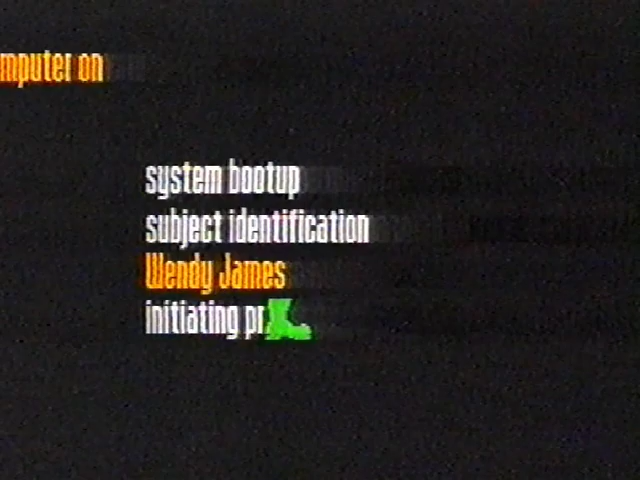 mputer on
system bootup
subject identification
Wendy James
initiating pr